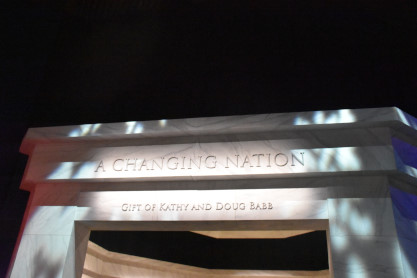 A CHANGING NATION
GIFT OF KATHY AND DOUG BABB